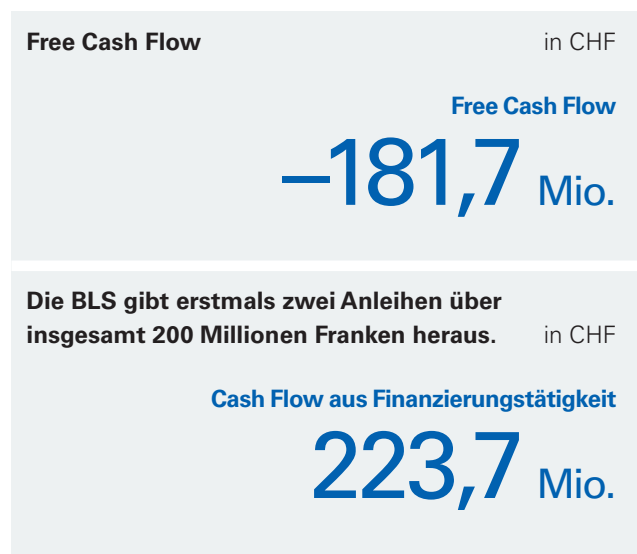 Free Cash Flow in CHF
Free Cash Flow
–181,7 Mio.
Die BLS gibt erstmals zwei Anleihen über
insgesamt 200 Millionen Franken heraus. in CHF
Cash Flow aus Finanzierungstätigkeit
223,7 Mio.